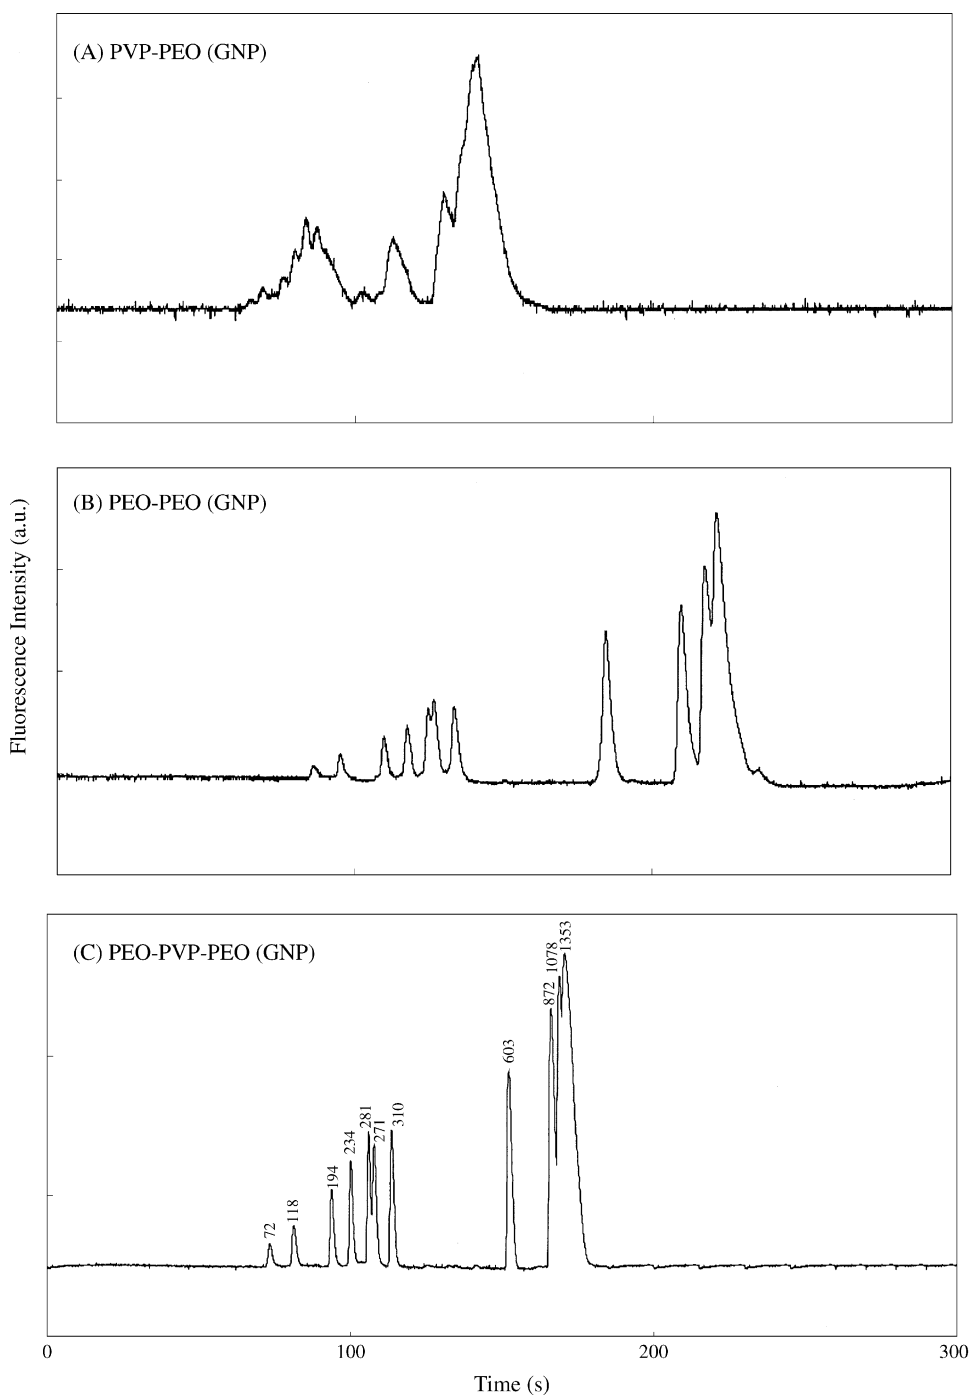 (A) PVP-PEO (GNP)
(B) PEO-PEO (GNP)
Fluorescence Intensity (a.u.)
(C) PEO-PVP-PEO (GNP)
72
118
194
234
281
271
310
603
872
1078
1353
0 100 200 300
Time (s)